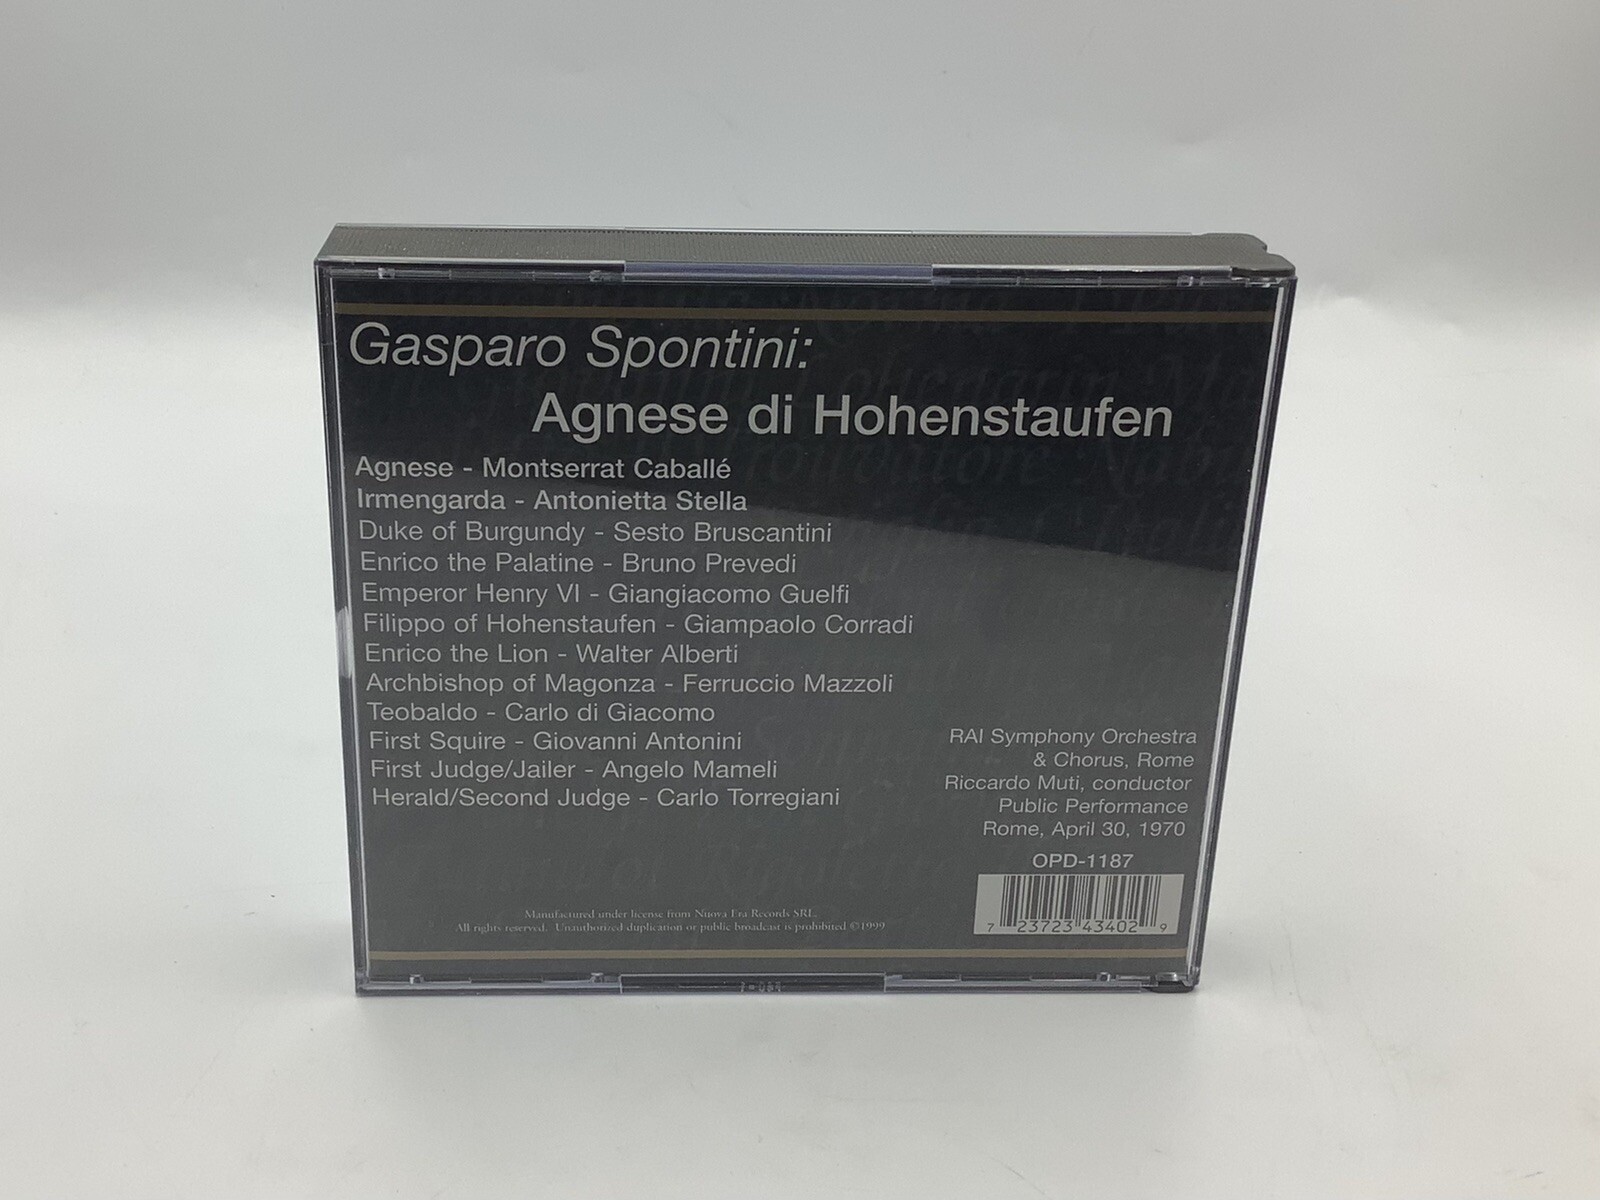 Gasparo Spontini:
Agnese di Hohenstaufen
Agnese - Montserrat Caballé
Irmengarda - Antonietta Stella
Duke of Burgundy - Sesto Bruscantini
Enrico the Palatine - Bruno Prevedi
Emperor Henry VI - Giangiacomo Guelfi
Filippo of Hohenstaufen - Giampaolo Corradi
Enrico the Lion - Walter Alberti
Archbishop of Magonza - Ferruccio Mazzoli
Teobaldo - Carlo di Giacomo
First Squire - Giovanni Antonini
First Judge/Jailer - Angelo Mameli
Herald/Second Judge - Carlo Torregiani
RAI Symphony Orchestra
& Chorus, Rome
Riccardo Muti, conductor
Public Performance
Rome, April 30, 1970
OPD-1187
7 23723 43402 9
Manufactured under license from Nuova Era Records SRL.
All rights reserved. Unauthorized duplication or public broadcast is prohibited ©1999